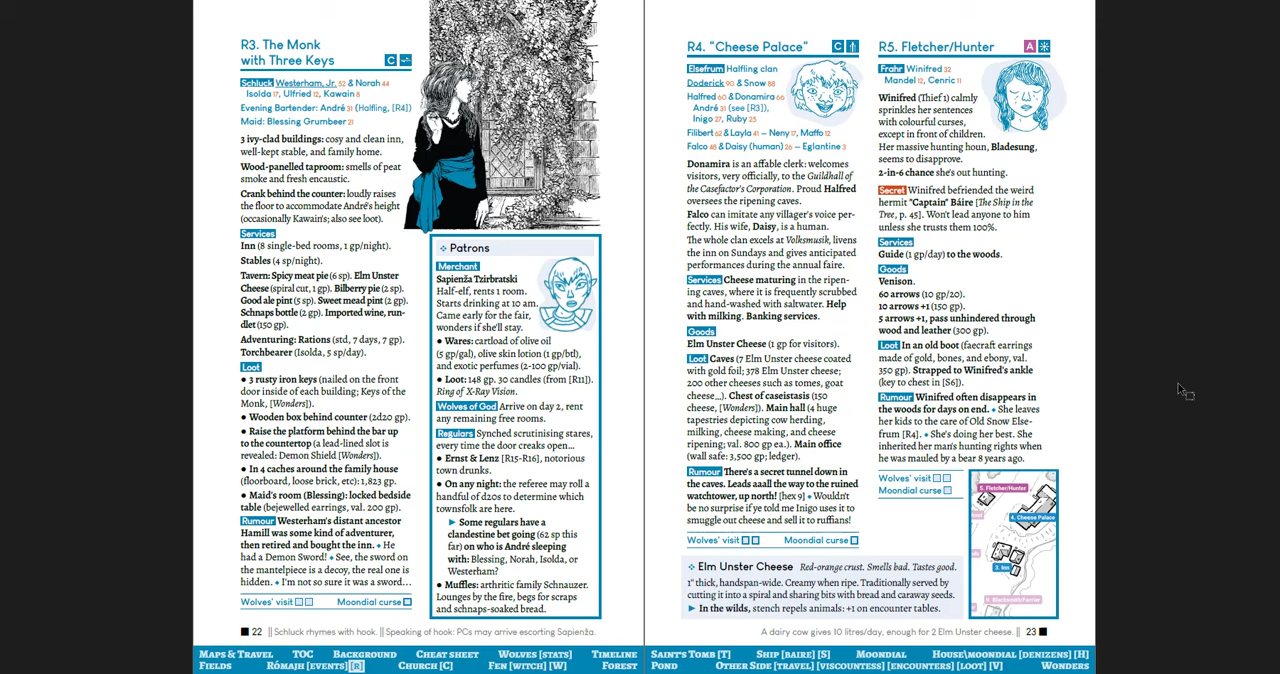 R3. The Monk
with Three Keys
C
Schluck Westerham, Jr. 52 & Norah 44
Isolda 17, Ulfried 12, Kawain 8
Evening Bartender: André 31 (Halfling, [R4])
Maid: Blessing Grumbeer 21
3 ivy-clad buildings: cosy and clean inn,
well-kept stable, and family home.
Wood-panelled taproom: smells of peat
smoke and fresh encaustic.
Crank behind the counter: loudly raises
the floor to accommodate André's height
(occasionally Kawain's; also see loot).
Services
Inn (8 single-bed rooms, 1 gp/night).
Stables (4 sp/night).
Tavern: Spicy meat pie (6 sp). Elm Unster
Cheese (spiral cut, 1 gp). Bilberry pie (2 sp).
Good ale pint (5 sp). Sweet mead pint (2 gp).
Schnaps bottle (2 gp). Imported wine, run-
dlet (150 gp).
Adventuring: Rations (std, 7 days, 7 gp).
Torchbearer (Isolda, 5 sp/day).
Loot
● 3 rusty iron keys (nailed on the front
door inside of each building; Keys of the
Monk, [Wonders]).
● Wooden box behind counter (2d20 gp).
● Raise the platform behind the bar up
to the countertop (a lead-lined slot is
revealed: Demon Shield [Wonders]).
● In 4 caches around the family house
(floorboard, loose brick, etc): 1,823 gp.
● Maid's room (Blessing): locked bedside
table (bejewelled earrings, val. 200 gp).
Rumour Westerham's distant ancestor
Hamill was some kind of adventurer,
then retired and bought the inn. ◆ He
had a Demon Sword! ◆ See, the sword on
the mantelpiece is a decoy, the real one is
hidden. ◆ I'm not so sure it was a sword...
Wolves' visit □□ Moondial curse □
❖ Patrons
Merchant
Sapienža Tzirbratski
Half-elf, rents 1 room.
Starts drinking at 10 am.
Came early for the fair,
wonders if she'll stay.
● Wares: cartload of olive oil
(5 gp/gal), olive skin lotion (1 gp/btl),
and exotic perfumes (2-100 gp/vial).
● Loot: 148 gp. 30 candles (from [R11]).
Ring of X-Ray Vision.
Wolves of God Arrive on day 2, rent
any remaining free rooms.
Regulars Synched scrutinising stares,
every time the door creaks open...
● Ernst & Lenz [R15-R16], notorious
town drunks.
● On any night: the referee may roll a
handful of d20s to determine which
townsfolk are here.
► Some regulars have a
clandestine bet going (62 sp this
far) on who is André sleeping
with: Blessing, Norah, Isolda, or
Westerham?
● Muffles: arthritic family Schnauzer.
Lounges by the fire, begs for scraps
and schnaps-soaked bread.
■ 22 || Schluck rhymes with hook. || Speaking of hook: PCs may arrive escorting Sapienža.
R4. "Cheese Palace"
C
Elsefrum Halfling clan
Doderick 90 & Snow 88
Halfred 60 & Donamira 66
André 31 (see [R3]),
Inigo 27, Ruby 25
Filibert 62 & Layla 41 – Neny 17, Maffo 12
Falco 48 & Daisy (human) 26 – Eglantine 3
Donamira is an affable clerk: welcomes
visitors, very officially, to the Guildhall of
the Casefactor's Corporation. Proud Halfred
oversees the ripening caves.
Falco can imitate any villager's voice per-
fectly. His wife, Daisy, is a human.
The whole clan excels at Volksmusik, livens
the inn on Sundays and gives anticipated
performances during the annual faire.
Services Cheese maturing in the ripen-
ing caves, where it is frequently scrubbed
and hand-washed with saltwater. Help
with milking. Banking services.
Goods
Elm Unster Cheese (1 gp for visitors).
Loot Caves (7 Elm Unster cheese coated
with gold foil; 378 Elm Unster cheese;
200 other cheeses such as tomes, goat
cheese...). Chest of caseistasis (150
cheese, [Wonders]). Main hall (4 huge
tapestries depicting cow herding,
milking, cheese making, and cheese
ripening; val. 800 gp ea.). Main office
(wall safe: 3,500 gp; ledger).
Rumour There's a secret tunnel down in
the caves. Leads aaall the way to the ruined
watchtower, up north! [hex 9] ◆ Wouldn't
be no surprise if ye told me Inigo uses it to
smuggle out cheese and sell it to ruffians!
Wolves' visit □□ Moondial curse □
R5. Fletcher/Hunter
A
Frahr Winifred 32
Mandel 12, Cenric 11
Winifred (Thief 1) calmly
sprinkles her sentences
with colourful curses,
except in front of children.
Her massive hunting houn, Bladesung,
seems to disapprove.
2-in-6 chance she's out hunting.
Secret Winifred befriended the weird
hermit "Captain" Báire [The Ship in the
Tree, p. 45]. Won't lead anyone to him
unless she trusts them 100%.
Services
Guide (1 gp/day) to the woods.
Goods
Venison.
60 arrows (10 gp/20).
10 arrows +1 (150 gp).
5 arrows +1, pass unhindered through
wood and leather (300 gp).
Loot In an old boot (faecraft earrings
made of gold, bones, and ebony, val.
350 gp). Strapped to Winifred's ankle
(key to chest in [S6]).
Rumour Winifred often disappears in
the woods for days on end. ◆ She leaves
her kids to the care of Old Snow Else-
frum [R4]. ◆ She's doing her best. She
inherited her man's hunting rights when
he was mauled by a bear 8 years ago.
Wolves' visit □□
Moondial curse □
5. Fletcher/Hunter
4. Cheese Palace
3. Inn
6. Blacksmith/Farrier
❖ Elm Unster Cheese Red-orange crust. Smells bad. Tastes good.
1" thick, handspan-wide. Creamy when ripe. Traditionally served by
cutting it into a spiral and sharing bits with bread and caraway seeds.
► In the wilds, stench repels animals: +1 on encounter tables.
A dairy cow gives 10 litres/day, enough for 2 Elm Unster cheese. || 23 ■
Maps & Travel TOC Background Cheat sheet Wolves [stats] Timeline
Fields Rómajh [events] [R] Church [C] Fen [witch] [W] Forest
Saint's Tomb [T] Ship [Baire] [S] Moondial House\Moondial [denizens] [H]
Pond Other Side [travel] [viscountess] [encounters] [loot] [V] Wonders